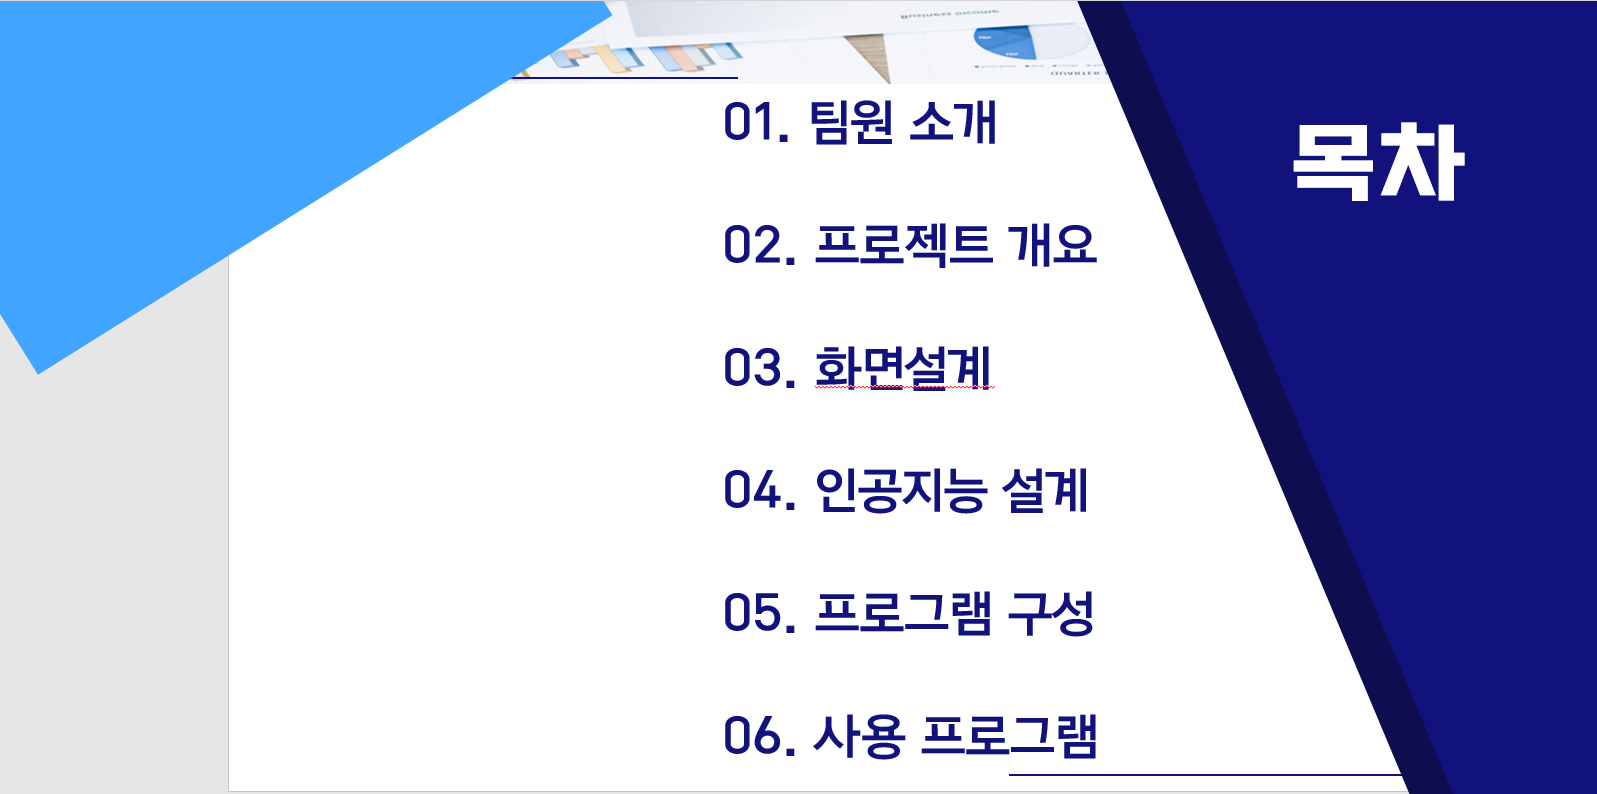 Business Income
목차
01. 팀원 소개
02. 프로젝트 개요
03. 화면설계
04. 인공지능 설계
05. 프로그램 구성
06. 사용 프로그램